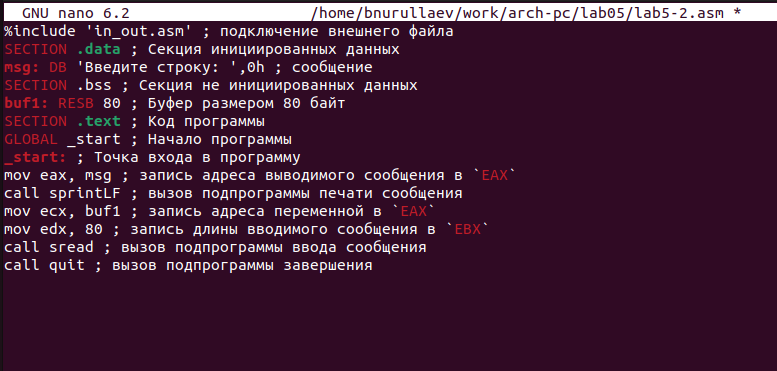 GNU nano 6.2 /home/bnurullaev/work/arch-pc/lab05/lab5-2.asm *
%include 'in_out.asm' ; подключение внешнего файла
SECTION .data ; Секция инициированных данных
msg: DB 'Введите строку: ',0h ; сообщение
SECTION .bss ; Секция не инициированных данных
buf1: RESB 80 ; Буфер размером 80 байт
SECTION .text ; Код программы
GLOBAL _start ; Начало программы
_start: ; Точка входа в программу
mov eax, msg ; запись адреса выводимого сообщения в `EAX`
call sprintLF ; вызов подпрограммы печати сообщения
mov ecx, buf1 ; запись адреса переменной в `EAX`
mov edx, 80 ; запись длины вводимого сообщения в `EBX`
call sread ; вызов подпрограммы ввода сообщения
call quit ; вызов подпрограммы завершения